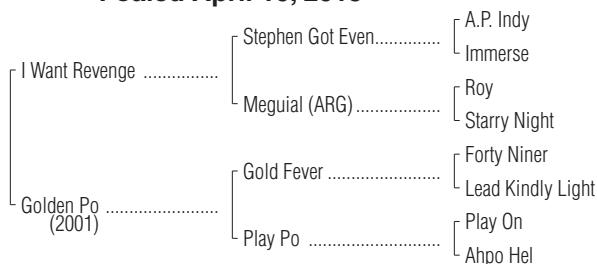 A.P. Indy
Stephen Got Even..............
Immerse
I Want Revenge ................
Roy
Meguial (ARG)..................
Starry Night
Forty Niner
Gold Fever ........................
Lead Kindly Light
Golden Po ........................
(2001)
Play On
Play Po ............................
Ahpo Hel